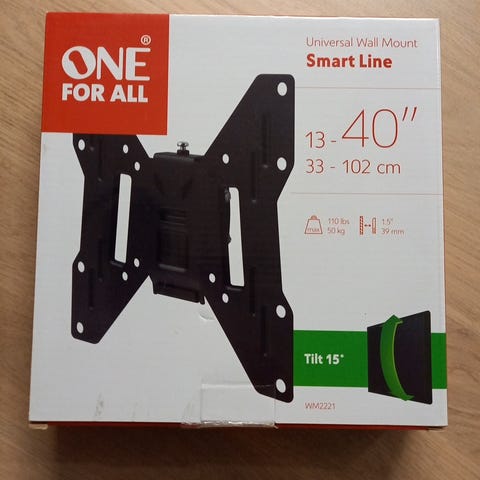 ONE®
FOR ALL
Universal Wall Mount
Smart Line
13 - 40"
33 - 102 cm
max
110 lbs
50 kg
1.5"
39 mm
Tilt 15°
WM2221